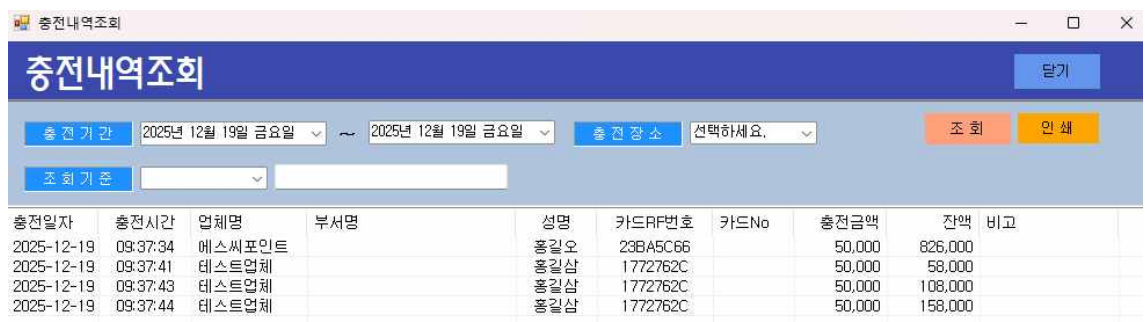 충전내역조회
충전내역조회 닫기
충 전 기 간 2025년 12월 19일 금요일 ~ 2025년 12월 19일 금요일 충 전 장 소 선택하세요. 조 회 인 쇄
조 회 기 준
충전일자 충전시간 업체명 부서명 성명 카드RF번호 카드No 충전금액 잔액 비고
2025-12-19 09:37:34 에스씨포인트 홍길오 23BA5C66 50,000 826,000
2025-12-19 09:37:41 테스트업체 홍길삼 1772762C 50,000 58,000
2025-12-19 09:37:43 테스트업체 홍길삼 1772762C 50,000 108,000
2025-12-19 09:37:44 테스트업체 홍길삼 1772762C 50,000 158,000